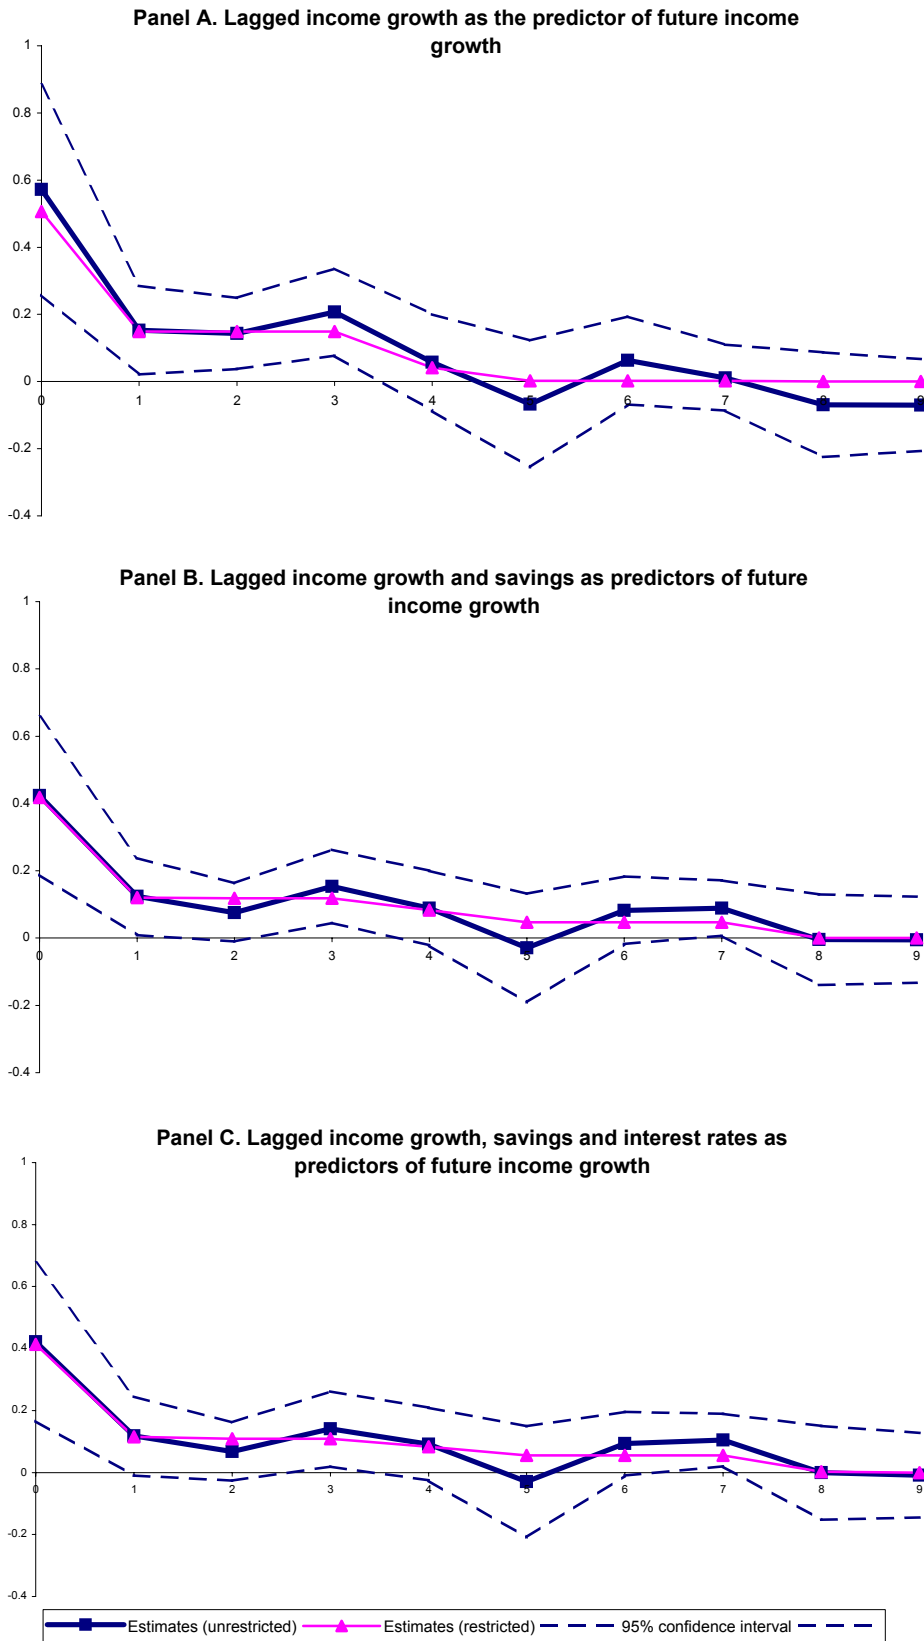 Panel A. Lagged income growth as the predictor of future income
growth
1
0.8
0.6
0.4
0.2
0
-0.2
-0.4
0 1 2 3 4 5 6 7 8 9
Panel B. Lagged income growth and savings as predictors of future
income growth
1
0.8
0.6
0.4
0.2
0
-0.2
-0.4
0 1 2 3 4 5 6 7 8 9
Panel C. Lagged income growth, savings and interest rates as
predictors of future income growth
1
0.8
0.6
0.4
0.2
0
-0.2
-0.4
0 1 2 3 4 5 6 7 8 9
Estimates (unrestricted) Estimates (restricted) 95% confidence interval